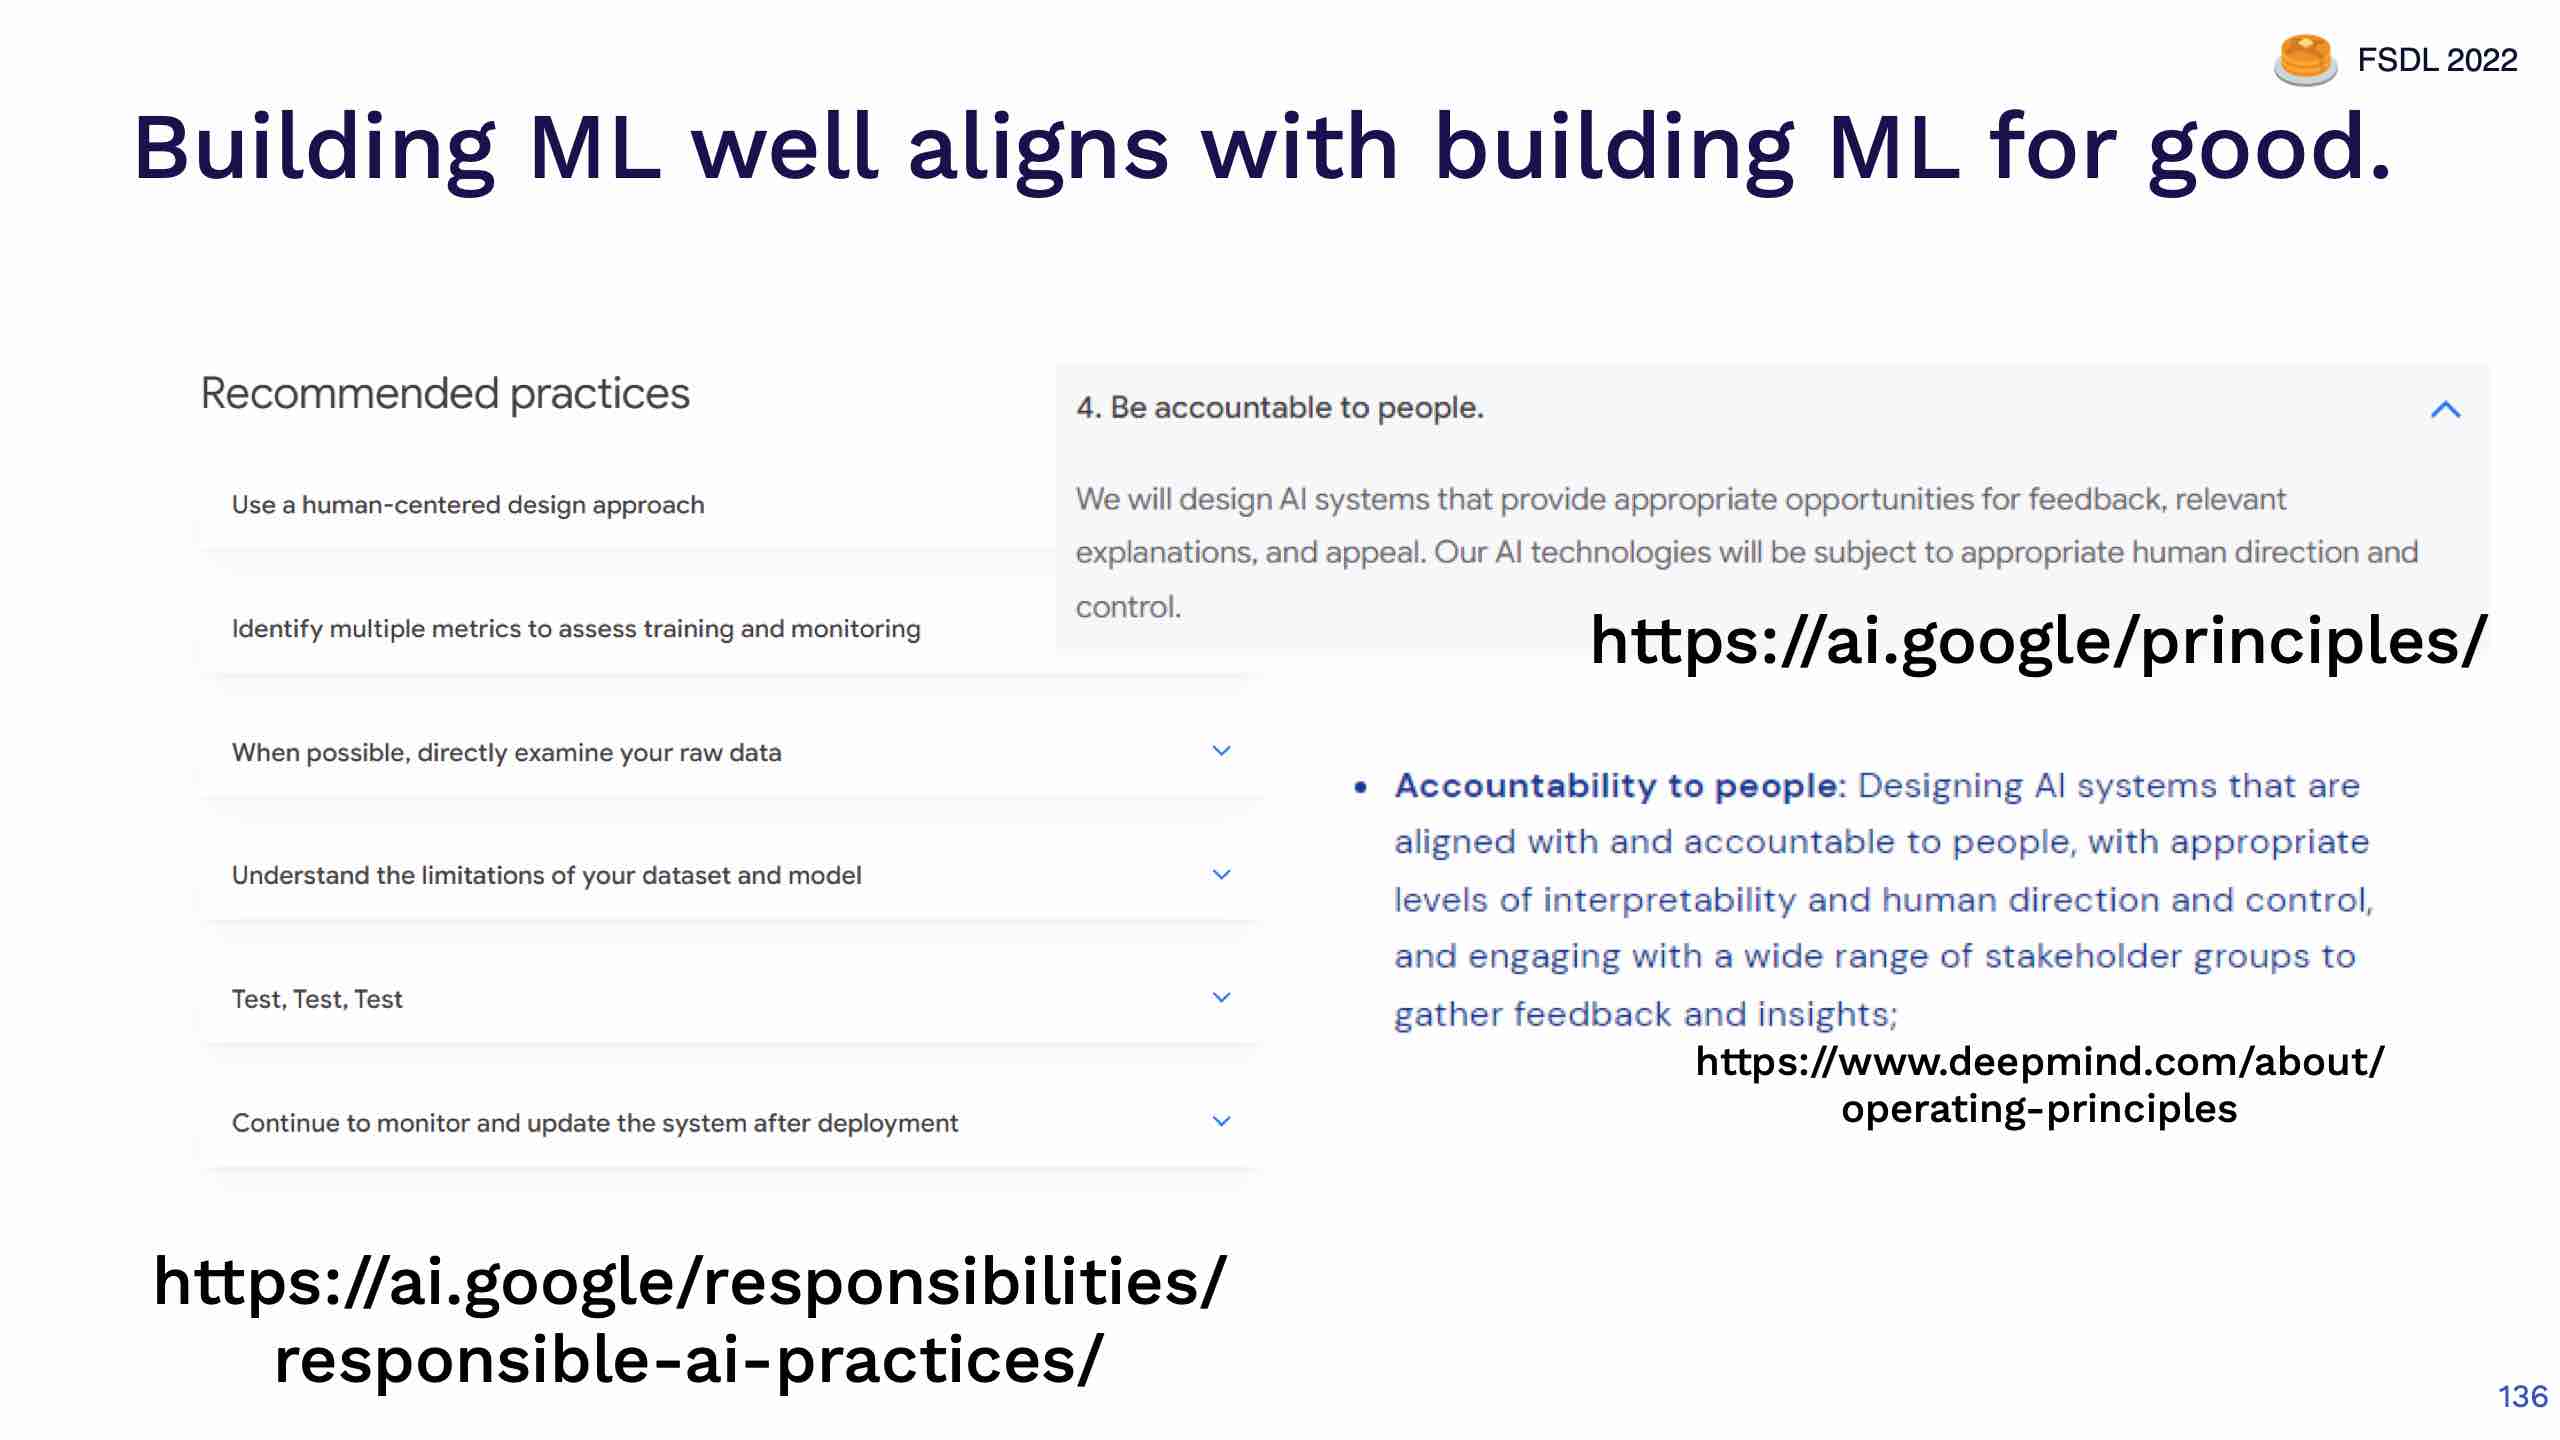 FSDL 2022
Building ML well aligns with building ML for good.
Recommended practices
Use a human-centered design approach
Identify multiple metrics to assess training and monitoring
When possible, directly examine your raw data
Understand the limitations of your dataset and model
Test, Test, Test
Continue to monitor and update the system after deployment
https://ai.google/responsibilities/
responsible-ai-practices/
4. Be accountable to people.
We will design AI systems that provide appropriate opportunities for feedback, relevant
explanations, and appeal. Our AI technologies will be subject to appropriate human direction and
control.
https://ai.google/principles/
• Accountability to people: Designing AI systems that are
aligned with and accountable to people, with appropriate
levels of interpretability and human direction and control,
and engaging with a wide range of stakeholder groups to
gather feedback and insights;
https://www.deepmind.com/about/
operating-principles
136